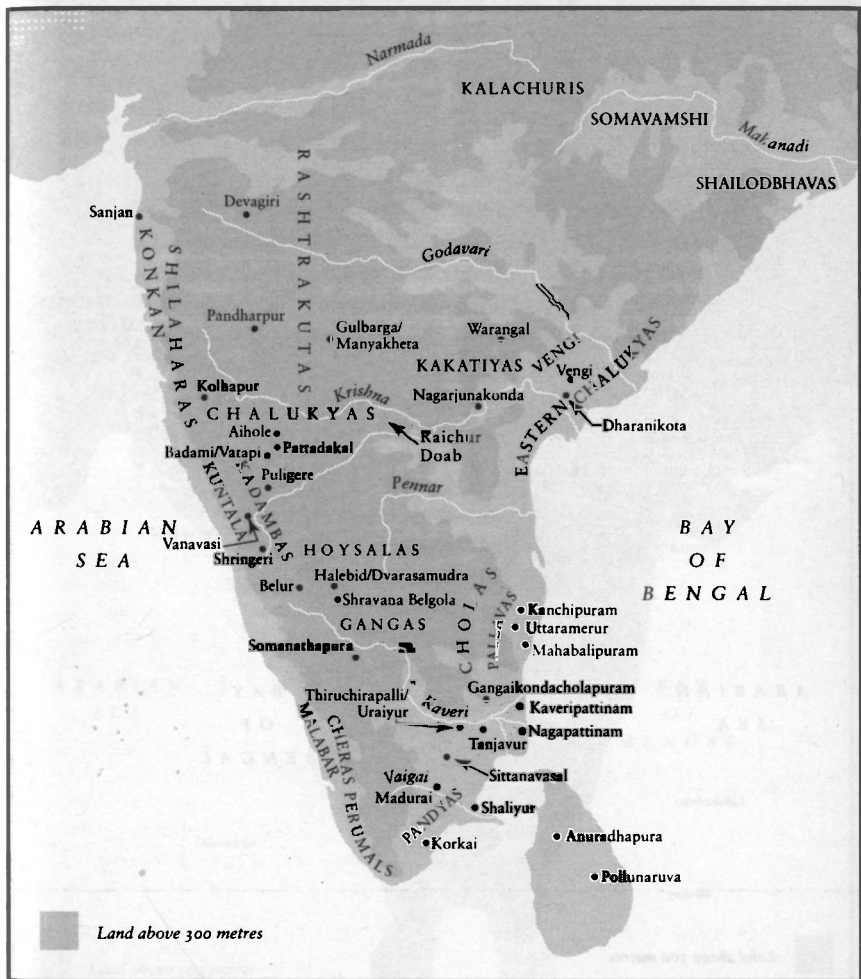 Narmada
KALACHURIS
SOMAVAMSHI
Mahanadi
SHAILODBHAVAS
RASHTRAKUTAS
Devagiri
Sanjan
KONKAN
SHILAHARAS
Godavari
Pandharpur
Gulbarga/
Manyakheta
Warangal
KAKATIYAS
VENGI
Vengi
EASTERN CHALUKYAS
Kolhapur
Krishna
Nagarjunakonda
CHALUKYAS
Dharanikota
Aihole
Raichur
Doab
Pattadakal
Badami/Vatapi
Puligere
KUNTALA
KADAMBAS
Pennar
ARABIAN
SEA
BAY
OF
BENGAL
Vanavasi
Shringeri
HOYSALAS
Halebid/Dvarasamudra
Belur
Shravana Belgola
CHOLAS
PALLAVAS
Kanchipuram
Uttaramerur
Mahabalipuram
GANGAS
Somanathapura
Gangaikondacholapuram
Thiruchirapalli/
Uraiyur
Kaveri
Kaveripattinam
Nagapattinam
Tanjavur
MALABAR
CHERAS PERUMALS
Sittanavasal
Vaigai
Madurai
Shaliyur
PANDYAS
Korkai
Anuradhapura
Pollunaruva
Land above 300 metres